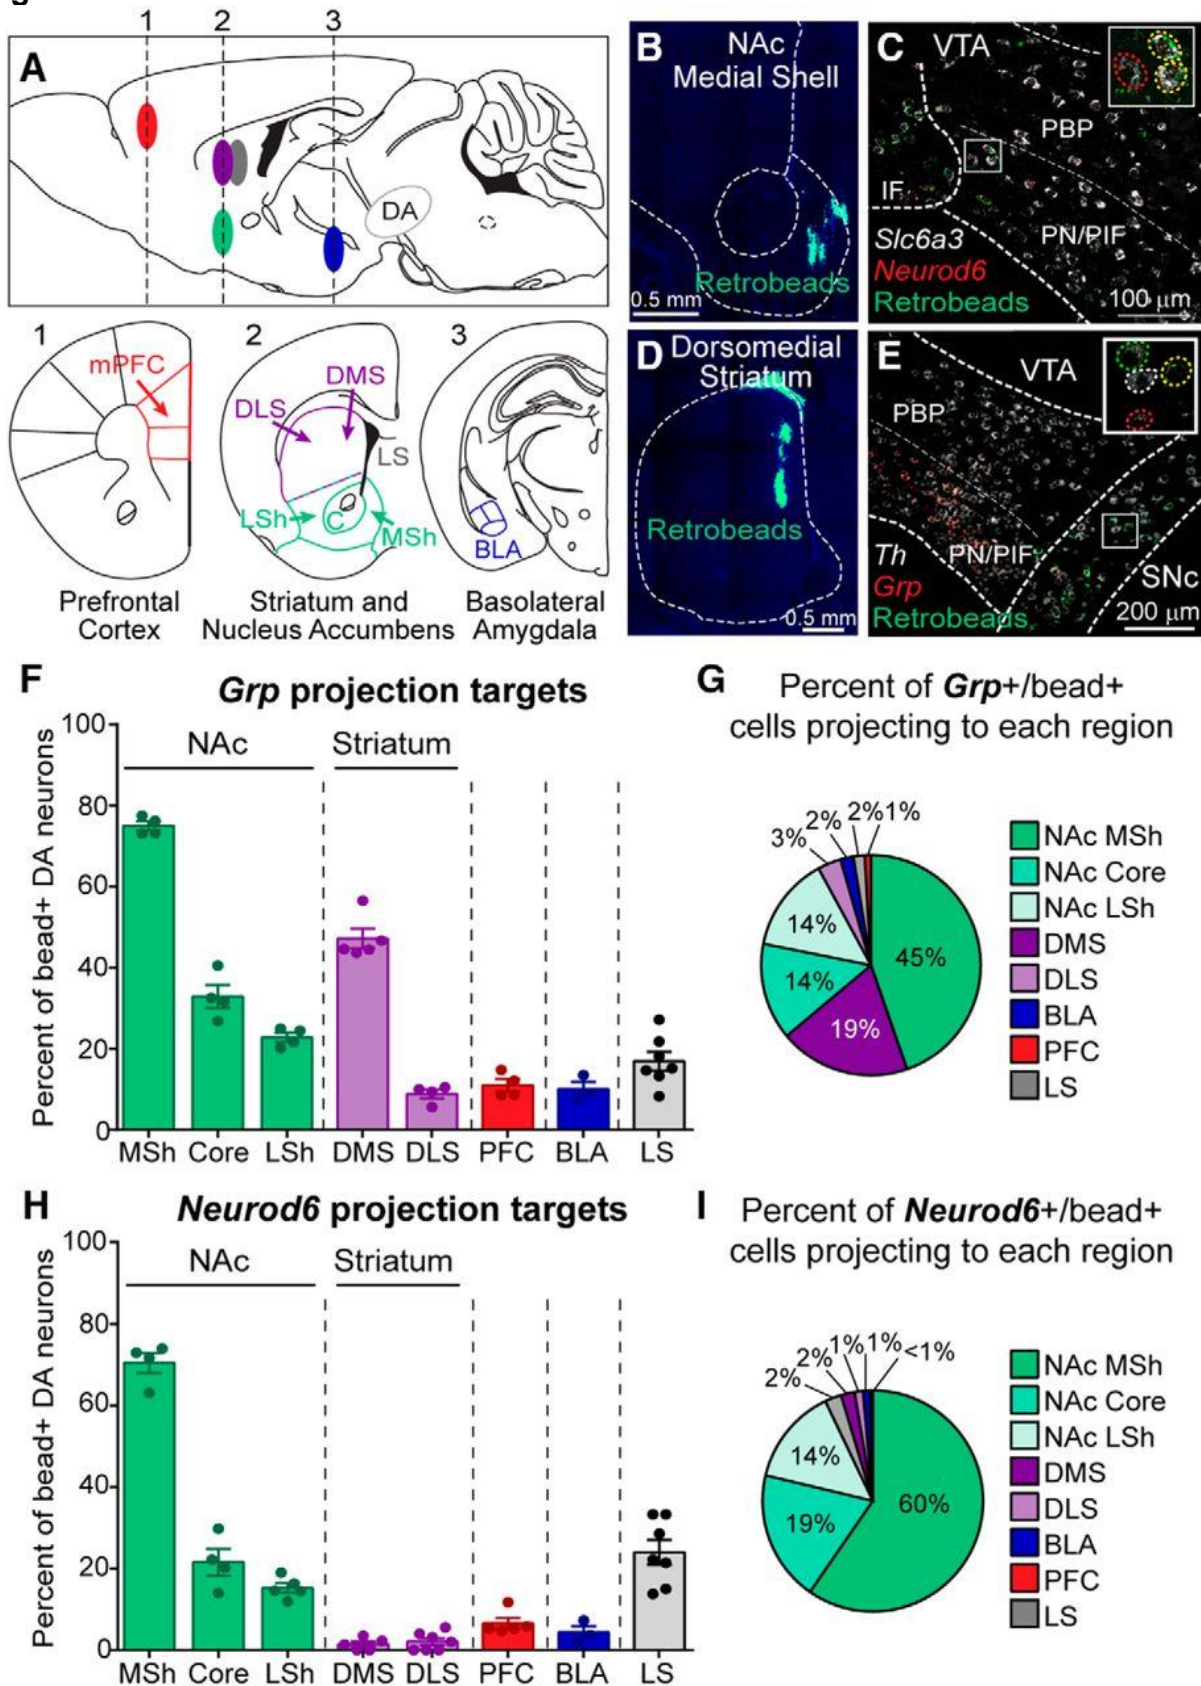 1 2 3
A
DA
1 2 3
mPFC
DMS
DLS
LS
LSh C MSh
BLA
Prefrontal Cortex
Striatum and Nucleus Accumbens
Basolateral Amygdala
B NAc
Medial Shell
Retrobeads
0.5 mm
C VTA
PBP
IF
PN/PIF
Slc6a3
Neurod6
Retrobeads
100 µm
D Dorsomedial
Striatum
Retrobeads
0.5 mm
E VTA
PBP
PN/PIF
Th
Grp
Retrobeads
SNc
200 µm
F Grp projection targets
Percent of bead+ DA neurons
100
80
60
40
20
0
NAc Striatum
MSh Core LSh DMS DLS PFC BLA LS
G Percent of Grp+/bead+
cells projecting to each region
3% 2% 2% 1%
14%
14%
19%
45%
NAc MSh
NAc Core
NAc LSh
DMS
DLS
BLA
PFC
LS
H Neurod6 projection targets
Percent of bead+ DA neurons
100
80
60
40
20
0
NAc Striatum
MSh Core LSh DMS DLS PFC BLA LS
I Percent of Neurod6+/bead+
cells projecting to each region
2% 2% 1% 1% <1%
14%
19%
60%
NAc MSh
NAc Core
NAc LSh
DMS
DLS
BLA
PFC
LS